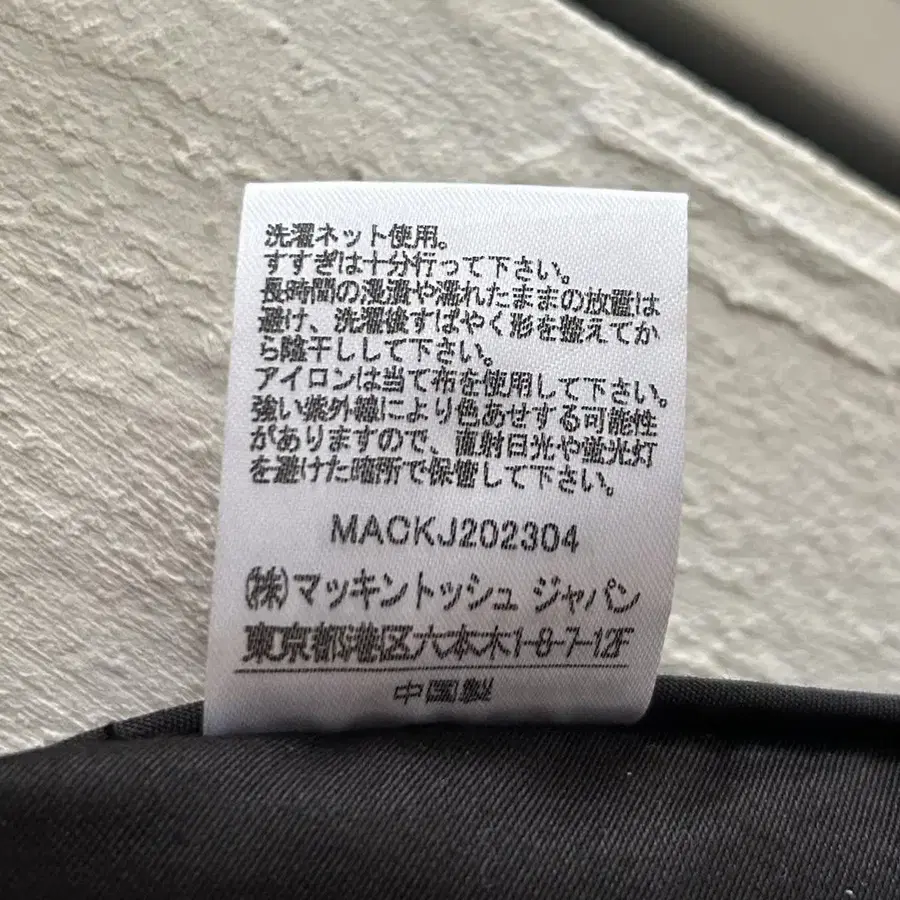 洗濯ネット使用。
すすぎは十分行って下さい。
長時間の浸漬や濡れたままの放置は
避け、洗濯後すばやく形を整えてか
ら陰干しして下さい。
アイロンは当て布を使用して下さい。
強い紫外線により色あせする可能性
がありますので、直射日光や蛍光灯
を避けた暗所で保管して下さい。
MACKJ202304
(株)マッキントッシュ ジャパン
東京都港区六本木1-8-7-12F
中国製